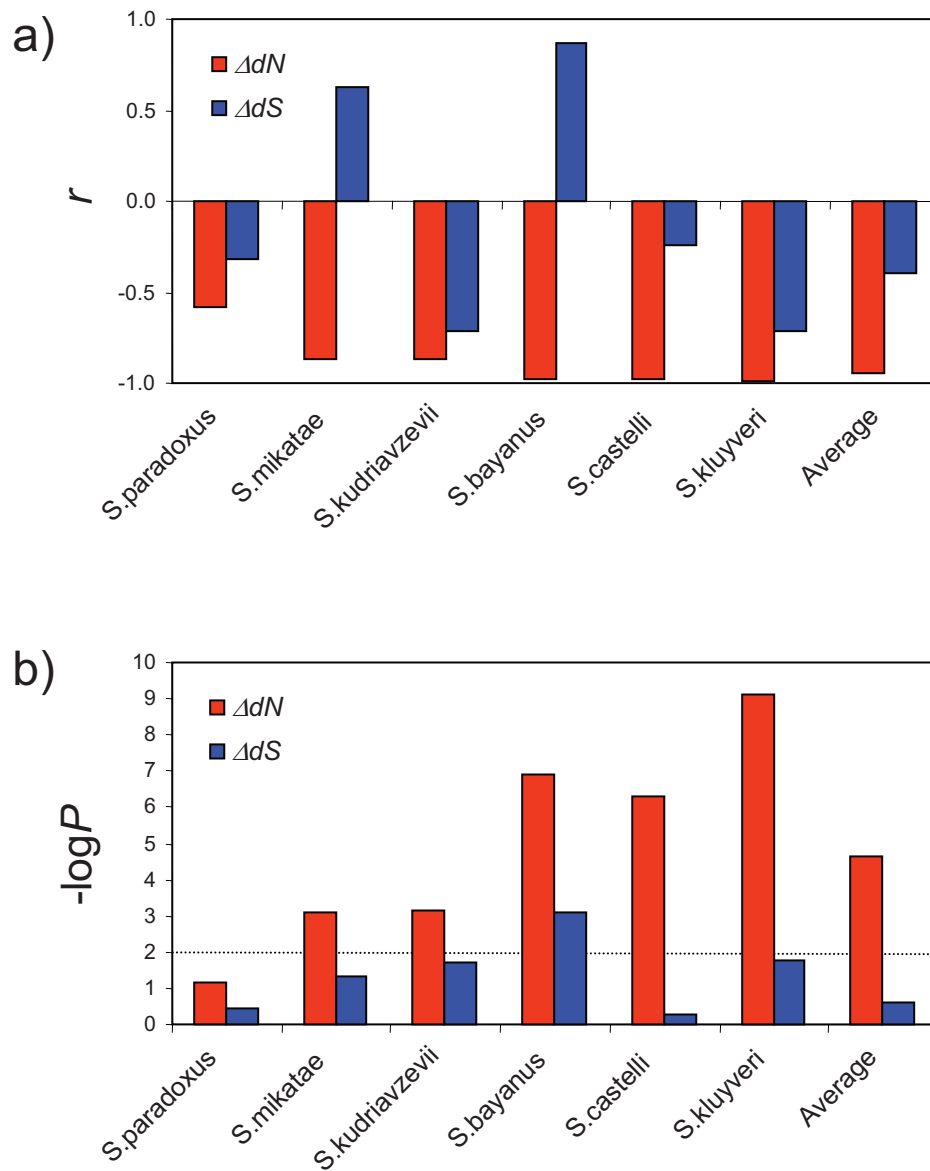 a)
1.0
0.5
0.0
-0.5
-1.0
r
ΔdN
ΔdS
S.paradoxus
S.mikatae
S.kudriavzevii
S.bayanus
S.castelli
S.kluyveri
Average
b)
10
9
8
7
6
5
4
3
2
1
0
-logP
ΔdN
ΔdS
S.paradoxus
S.mikatae
S.kudriavzevii
S.bayanus
S.castelli
S.kluyveri
Average